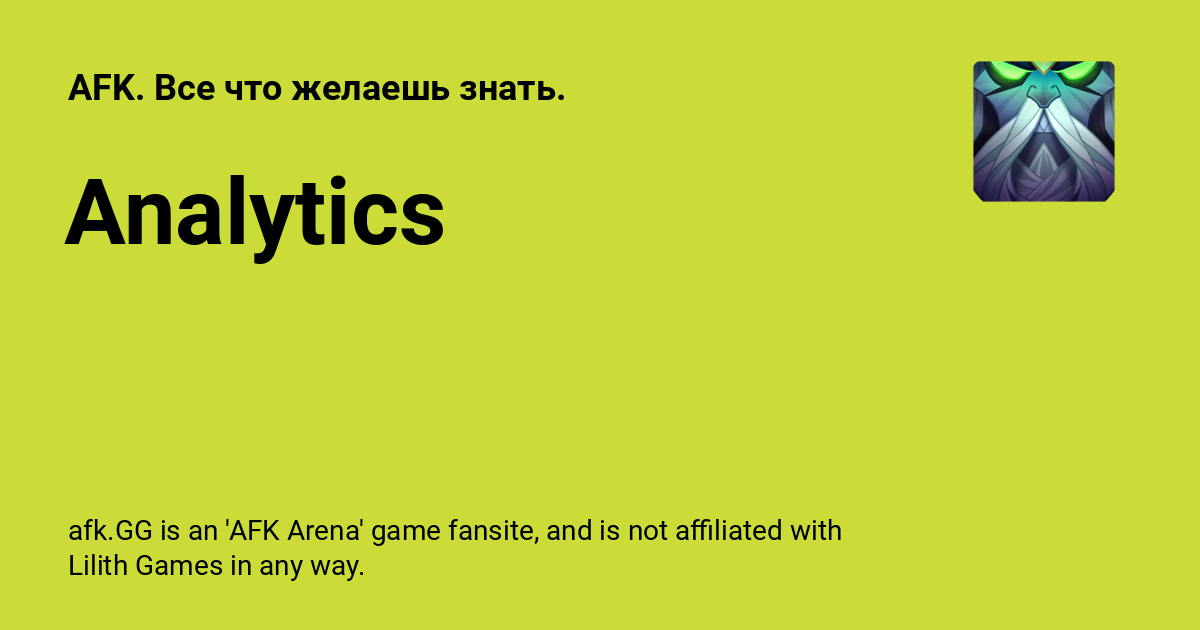 AFK. Все что желаешь знать.
Analytics
afk.GG is an 'AFK Arena' game fansite, and is not affiliated with
Lilith Games in any way.